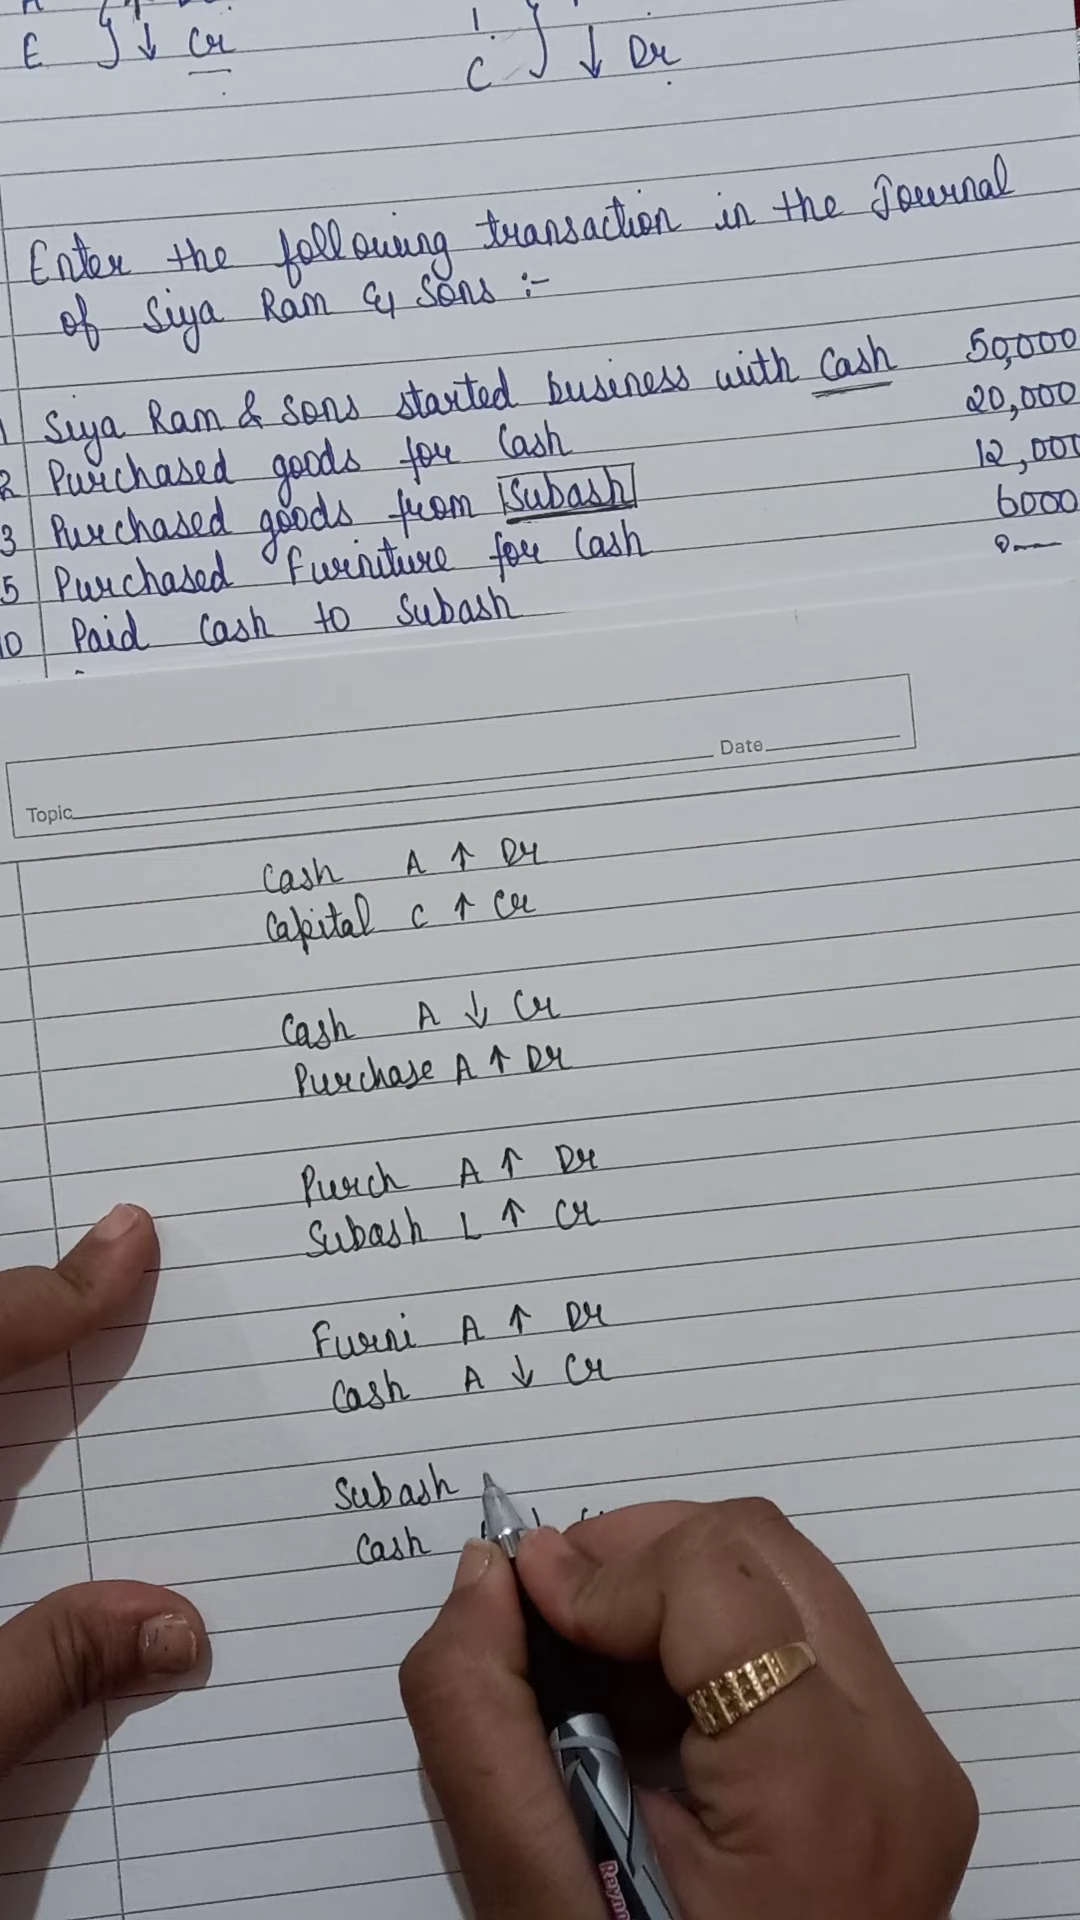 E } ↓ Cr
C } ↓ Dr
Enter the following transaction in the Journal
of Siya Ram & Sons :-
1 Siya Ram & Sons started business with Cash 50,000
2 Purchased goods for Cash 20,000
3 Purchased goods from Subash 12,000
5 Purchased Furniture for Cash 6000
10 Paid Cash to Subash
Topic Date
Cash A ↑ Dr
Capital C ↑ Cr
Cash A ↓ Cr
Purchase A ↑ Dr
Purch A ↑ Dr
Subash L ↑ Cr
Furni A ↑ Dr
Cash A ↓ Cr
Subash
Cash